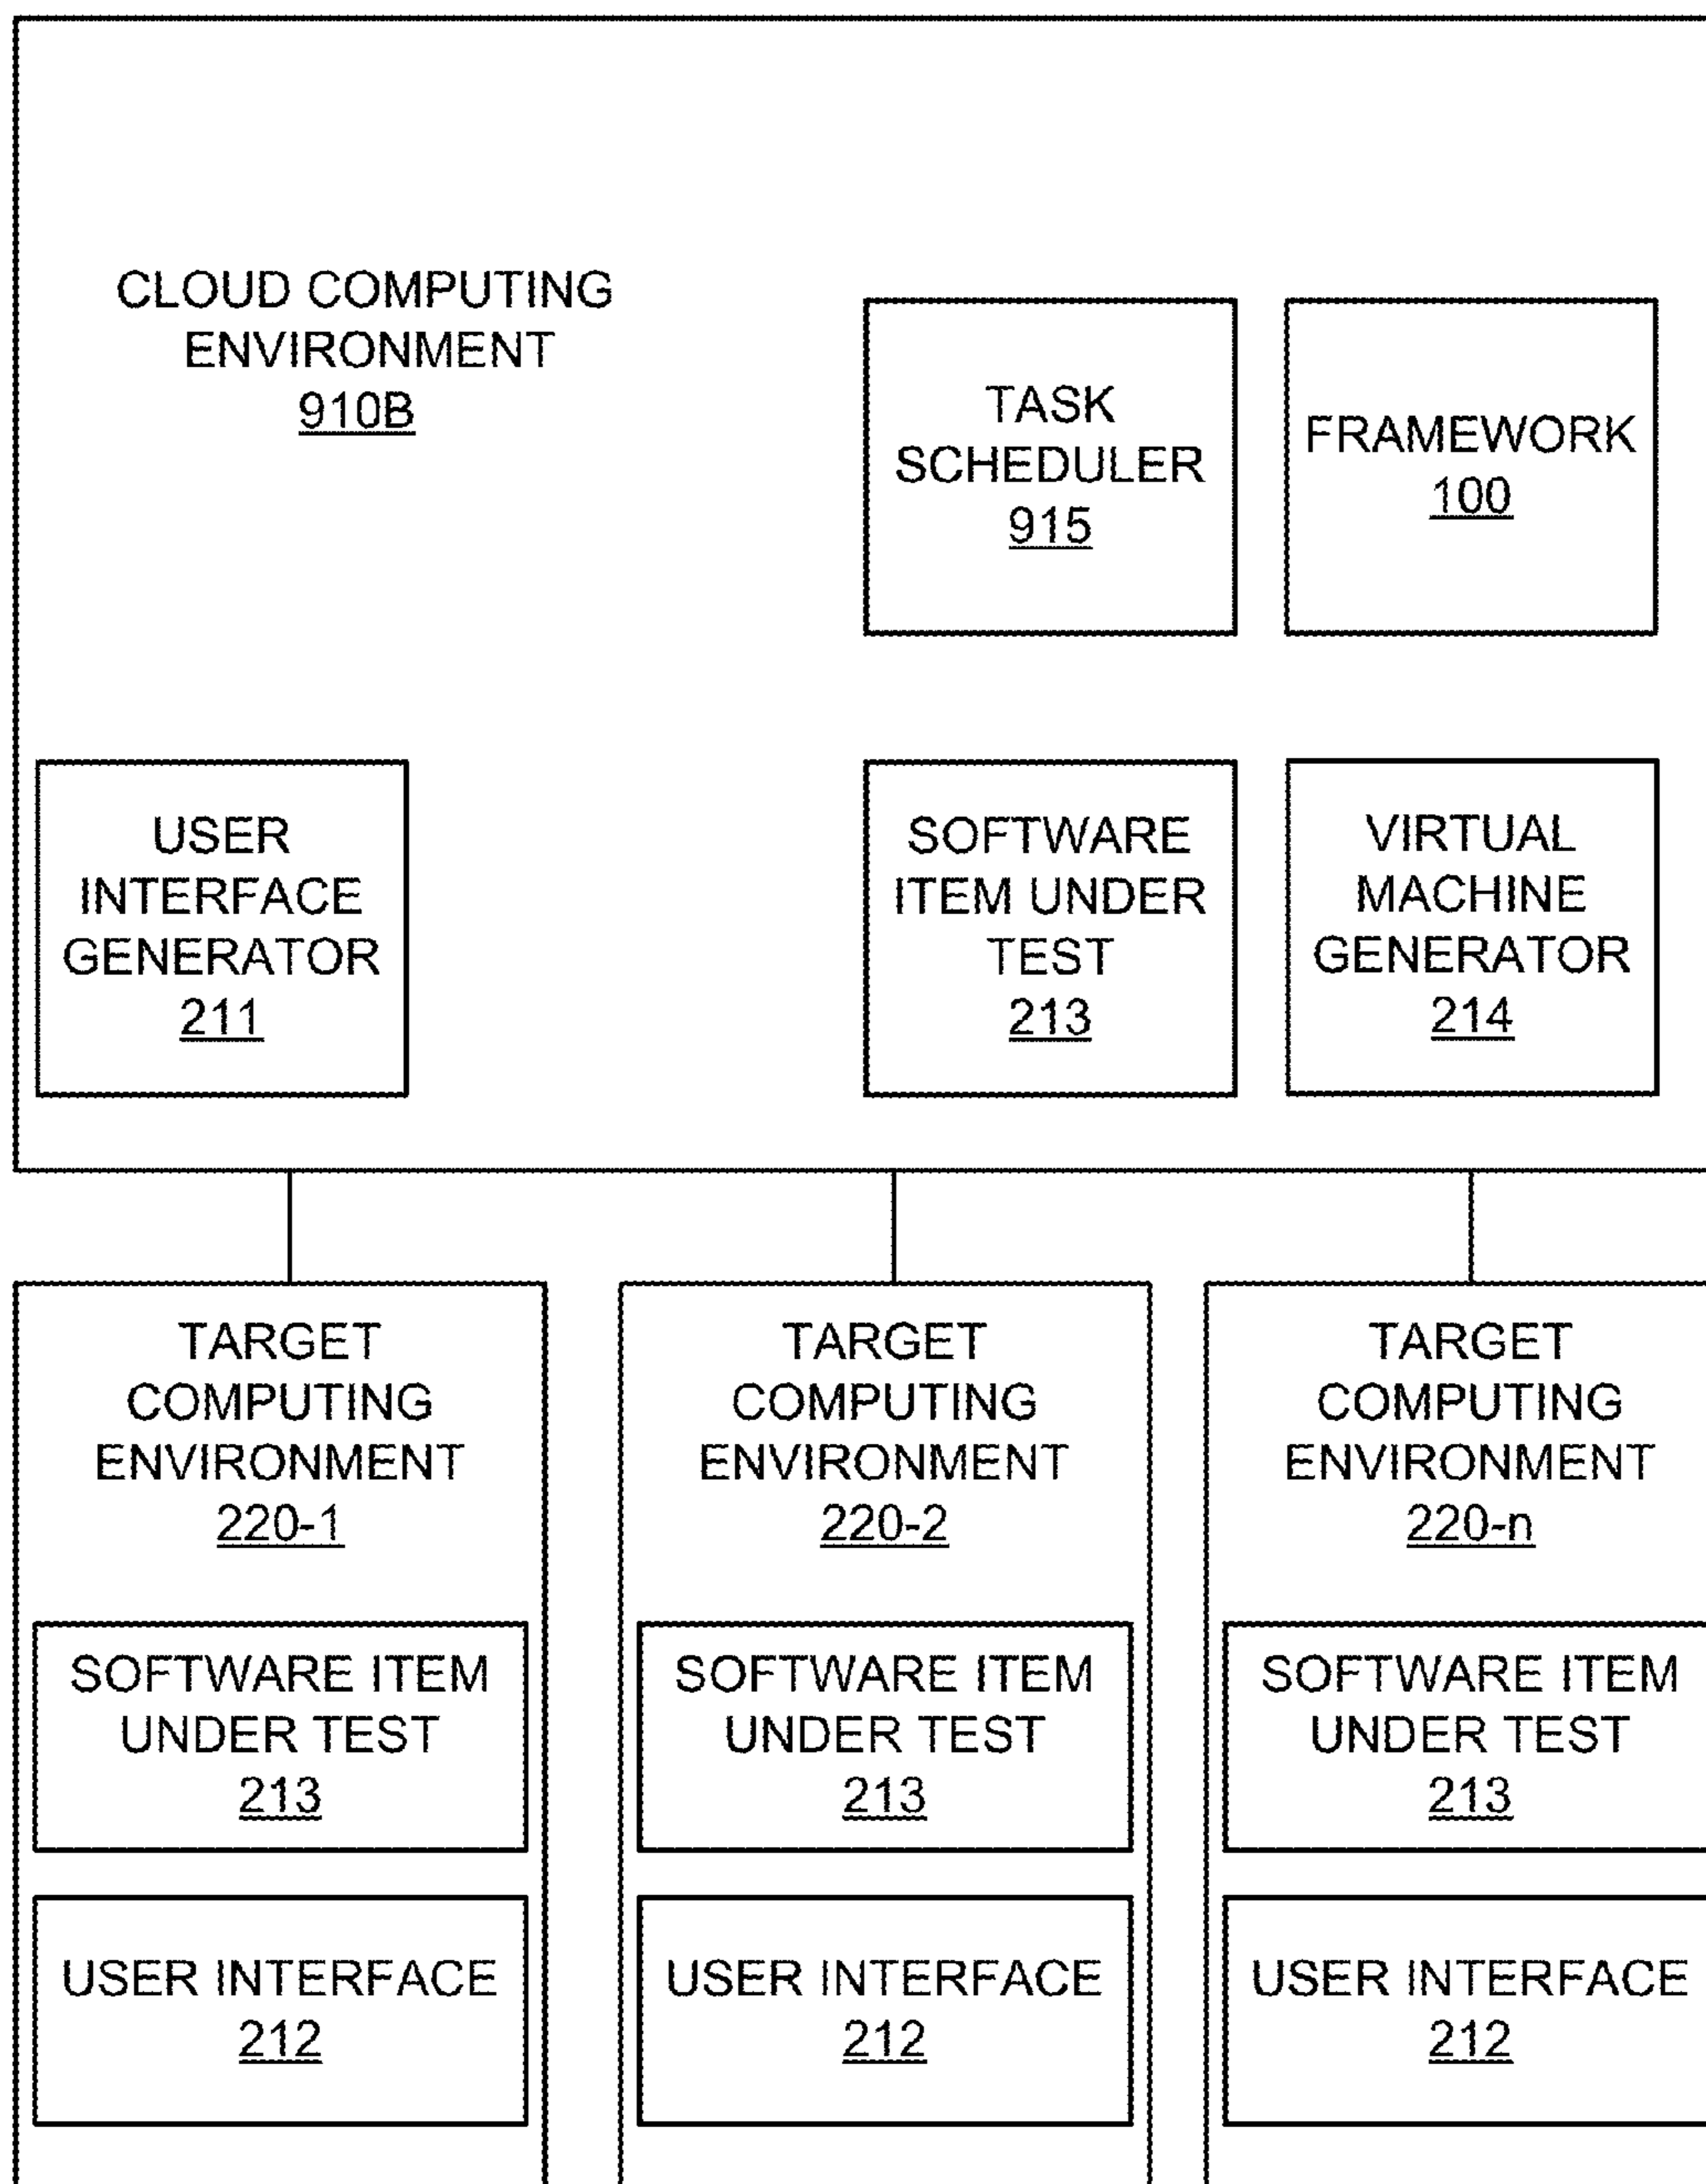 CLOUD COMPUTING
ENVIRONMENT
910B
TASK
SCHEDULER
915
FRAMEWORK
100
USER
INTERFACE
GENERATOR
211
SOFTWARE
ITEM UNDER
TEST
213
VIRTUAL
MACHINE
GENERATOR
214
TARGET
COMPUTING
ENVIRONMENT
220-1
SOFTWARE ITEM
UNDER TEST
213
USER INTERFACE
212
TARGET
COMPUTING
ENVIRONMENT
220-2
SOFTWARE ITEM
UNDER TEST
213
USER INTERFACE
212
TARGET
COMPUTING
ENVIRONMENT
220-n
SOFTWARE ITEM
UNDER TEST
213
USER INTERFACE
212